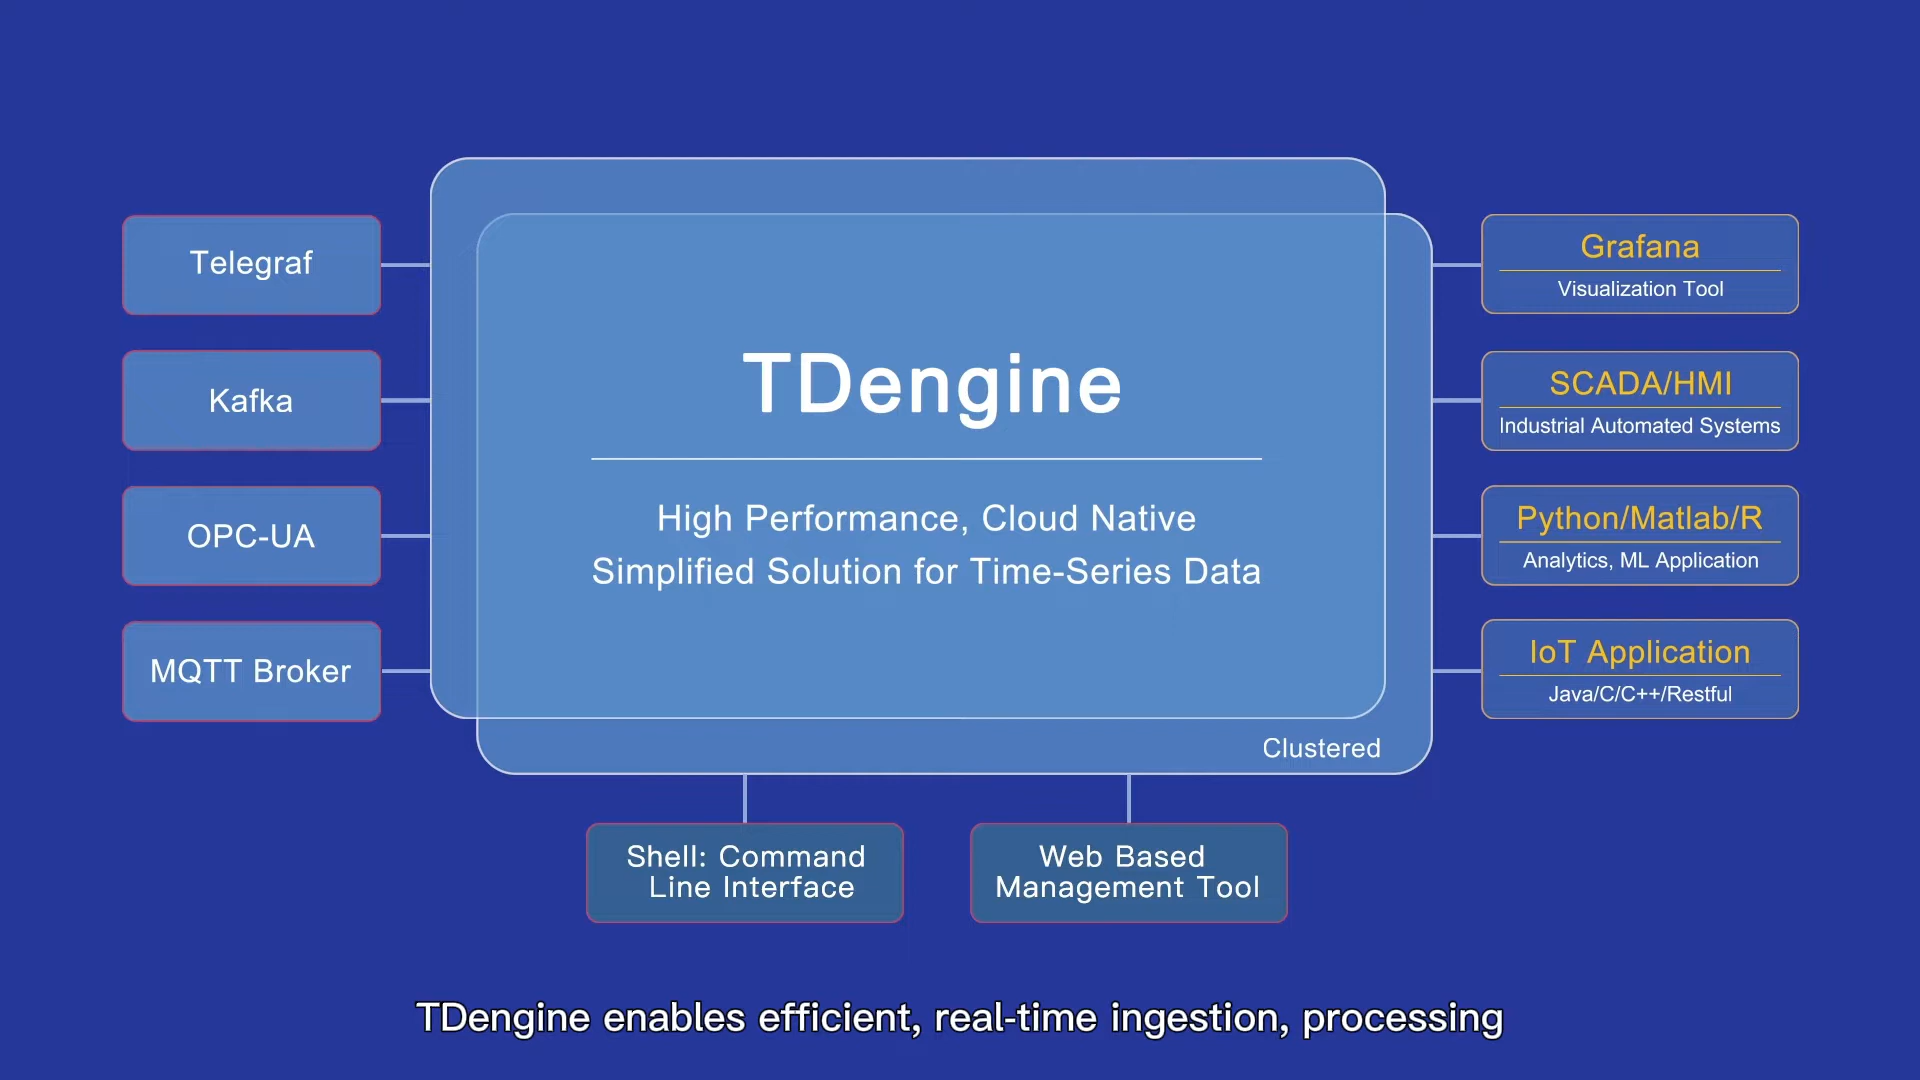 Telegraf
Kafka
OPC-UA
MQTT Broker
TDengine
High Performance, Cloud Native
Simplified Solution for Time-Series Data
Clustered
Grafana
Visualization Tool
SCADA/HMI
Industrial Automated Systems
Python/Matlab/R
Analytics, ML Application
IoT Application
Java/C/C++/Restful
Shell: Command
Line Interface
Web Based
Management Tool
TDengine enables efficient, real-time ingestion, processing